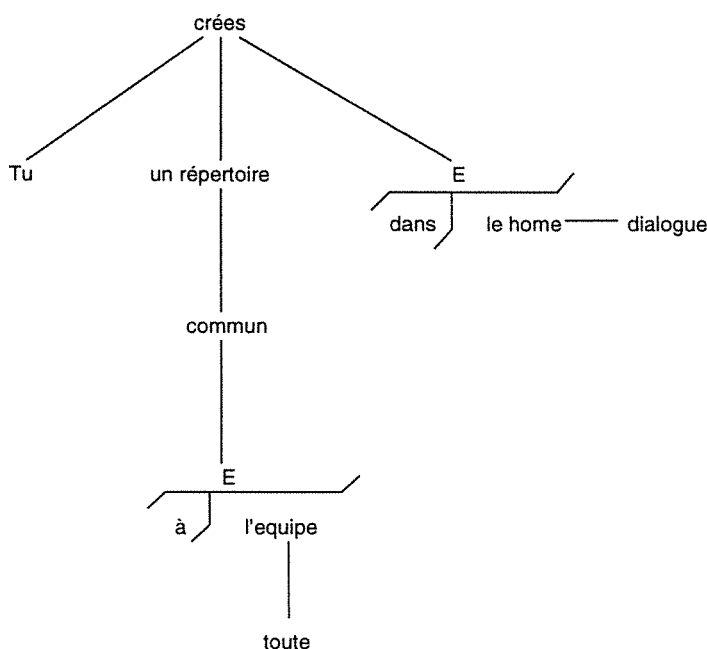 crées
Tu un répertoire E
dans le home dialogue
commun
E
à l'equipe
toute